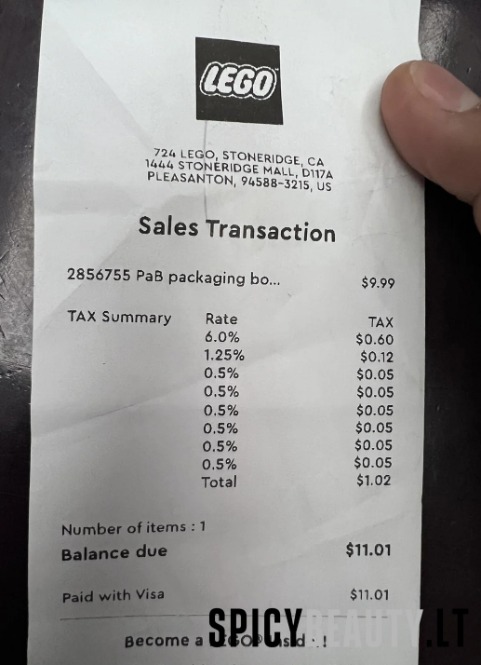 LEGO
724 LEGO, STONERIDGE, CA
1444 STONERIDGE MALL, D117A
PLEASANTON, 94588-3215, US
Sales Transaction
2856755 PaB packaging bo... $9.99
TAX Summary Rate TAX
6.0% $0.60
1.25% $0.12
0.5% $0.05
0.5% $0.05
0.5% $0.05
0.5% $0.05
0.5% $0.05
0.5% $0.05
Total $1.02
Number of items : 1
Balance due $11.01
Paid with Visa $11.01
SPICYBEAUTY.LT
Become a LEGO®